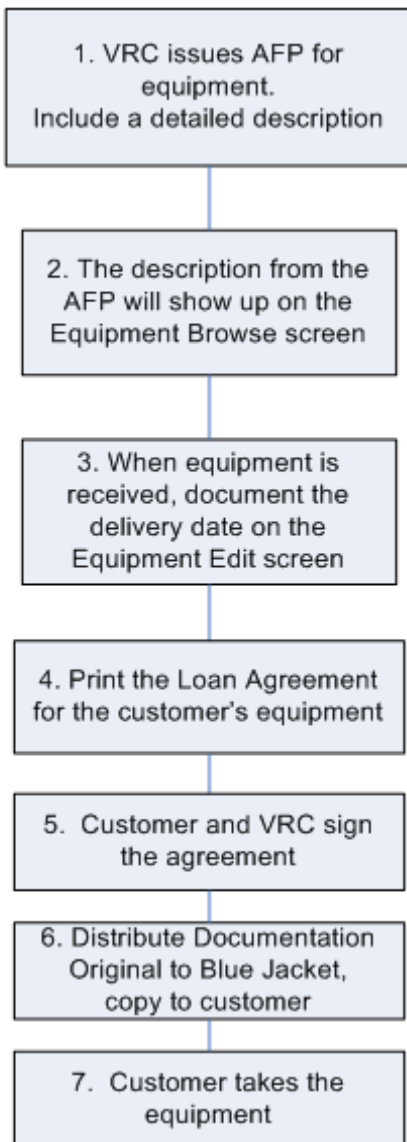 1. VRC issues AFP for
equipment.
Include a detailed description
2. The description from the
AFP will show up on the
Equipment Browse screen
3. When equipment is
received, document the
delivery date on the
Equipment Edit screen
4. Print the Loan Agreement
for the customer's equipment
5.  Customer and VRC sign
the agreement
6. Distribute Documentation
Original to Blue Jacket,
copy to customer
7.  Customer takes the
equipment